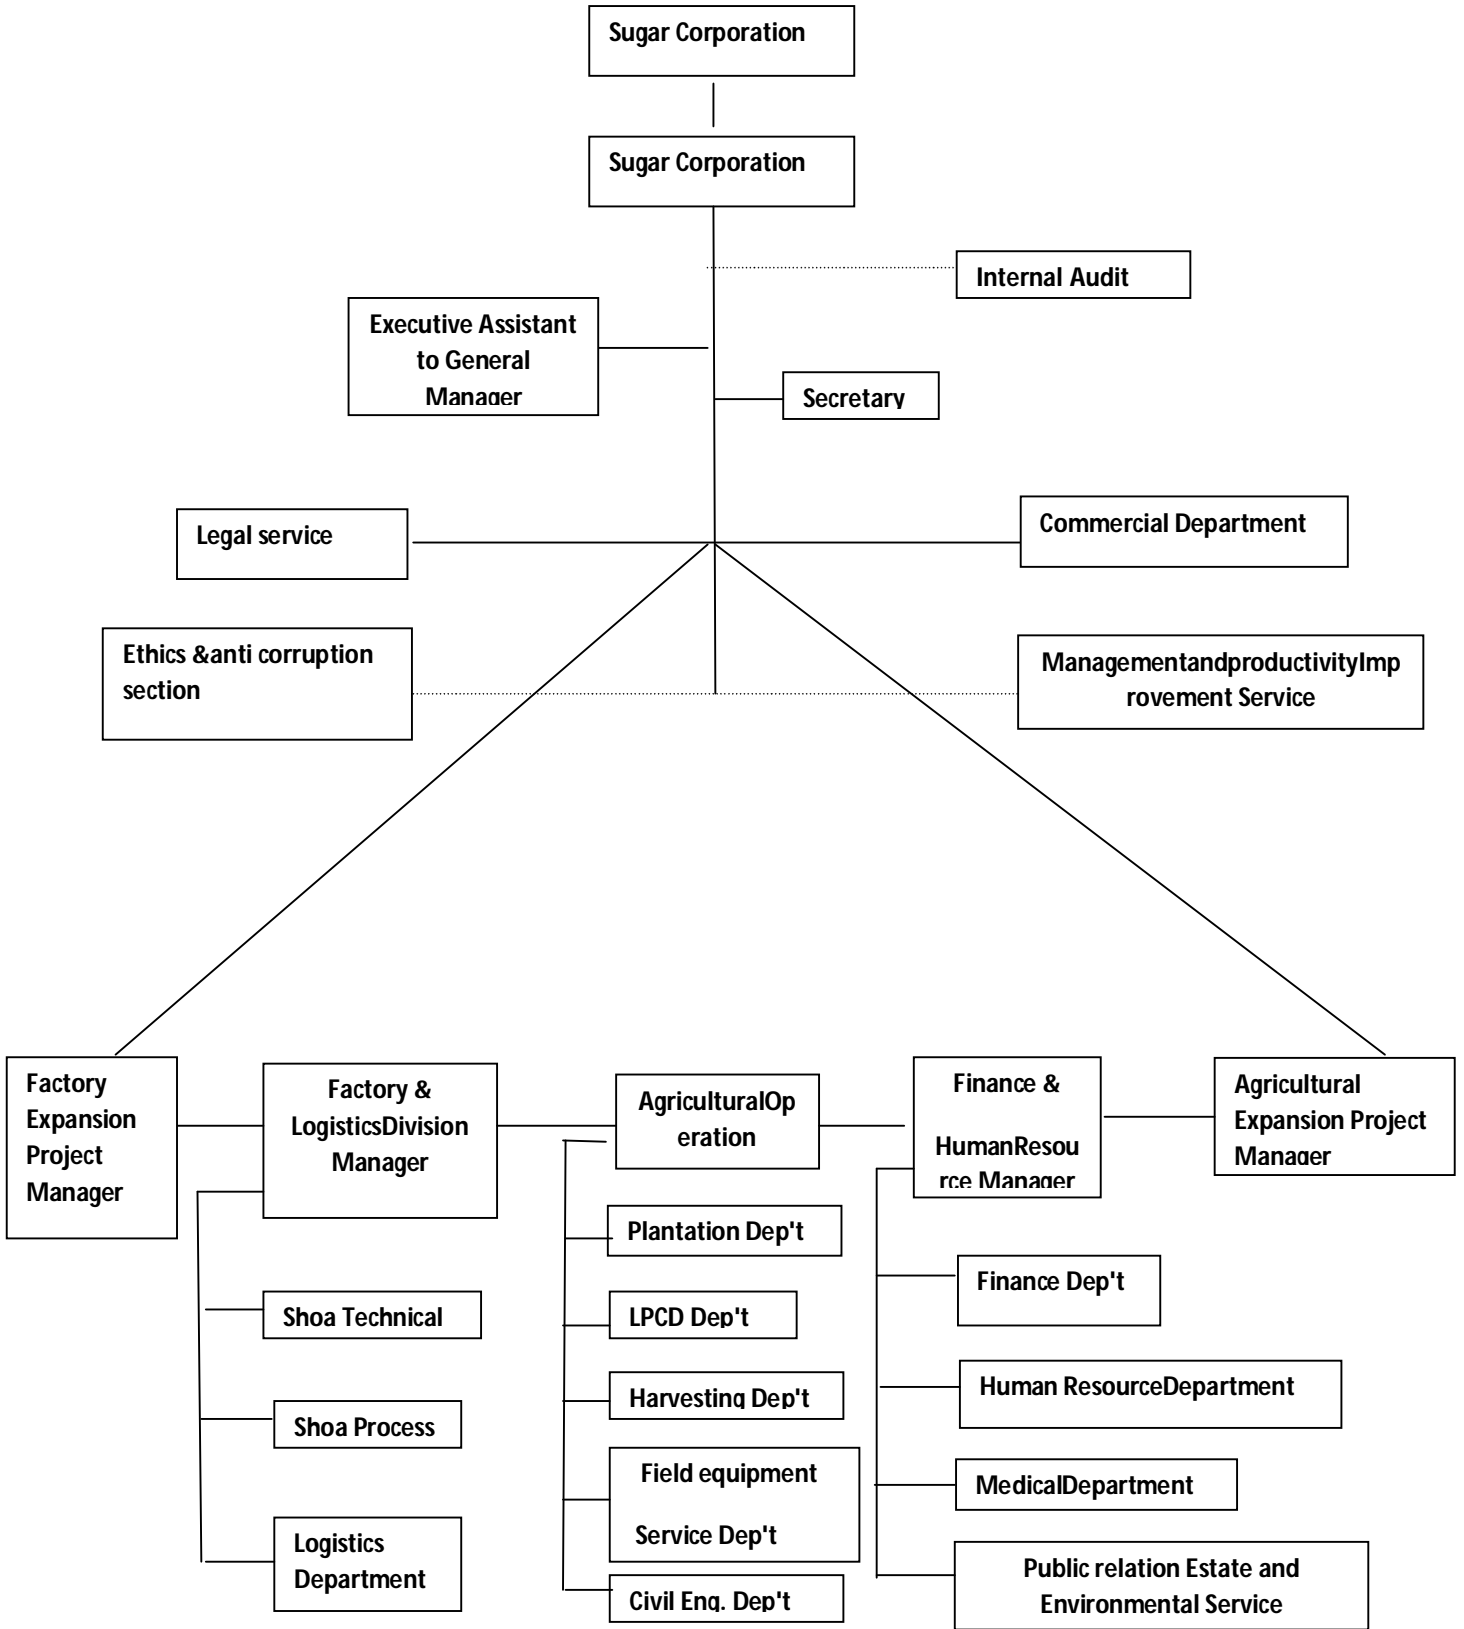 Sugar Corporation
Sugar Corporation
Internal Audit
Executive Assistant
to General
Manager
Secretary
Legal service
Commercial Department
Ethics &anti corruption
section
ManagementandproductivityImp
rovement Service
Factory
Expansion
Project
Manager
Factory &
LogisticsDivision
Manager
AgriculturalOp
eration
Finance &
HumanResou
rce Manager
Agricultural
Expansion Project
Manager
Shoa Technical
Shoa Process
Logistics
Department
Plantation Dep't
LPCD Dep't
Harvesting Dep't
Field equipment
Service Dep't
Civil Eng. Dep't
Finance Dep't
Human ResourceDepartment
MedicalDepartment
Public relation Estate and
Environmental Service